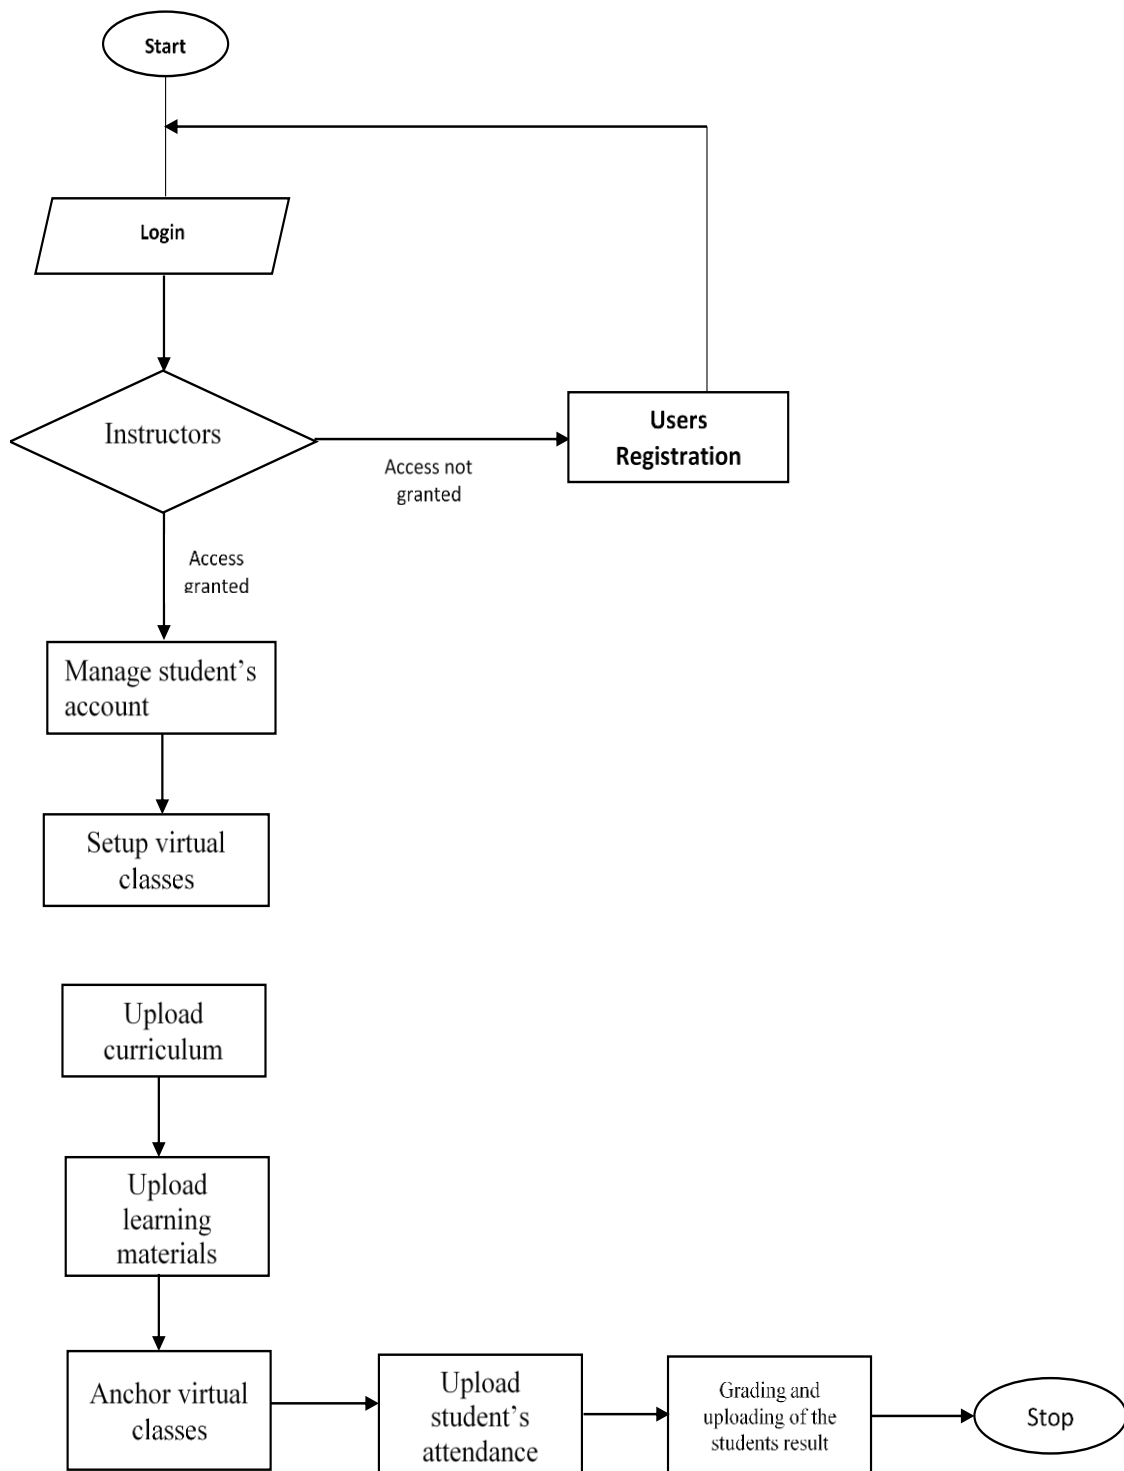 Start
Login
Instructors
Users
Registration
Access not
granted
Access
granted
Manage student’s
account
Setup virtual
classes
Upload
curriculum
Upload
learning
materials
Anchor virtual
classes
Upload
student’s
attendance
Grading and
uploading of the
students result
Stop